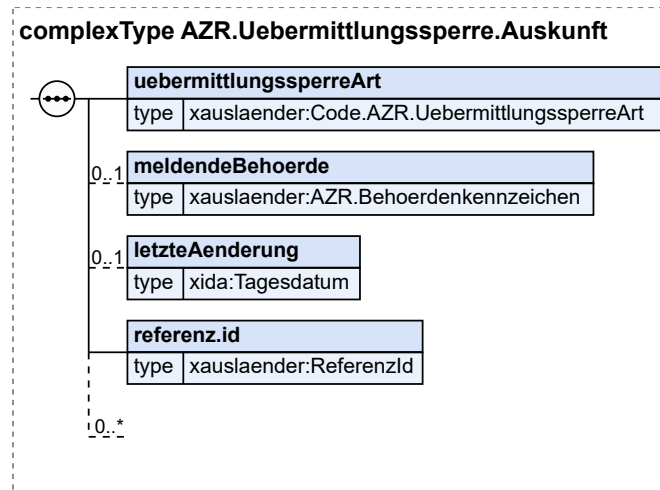 complexType AZR.Uebermittlungssperre.Auskunft
uebermittlungssperreArt
type xauslaender:Code.AZR.UebermittlungssperreArt
0..1
meldendeBehoerde
type xauslaender:AZR.Behoerdenkennzeichen
0..1
letzteAenderung
type xida:Tagesdatum
referenz.id
type xauslaender:ReferenzId
0..*